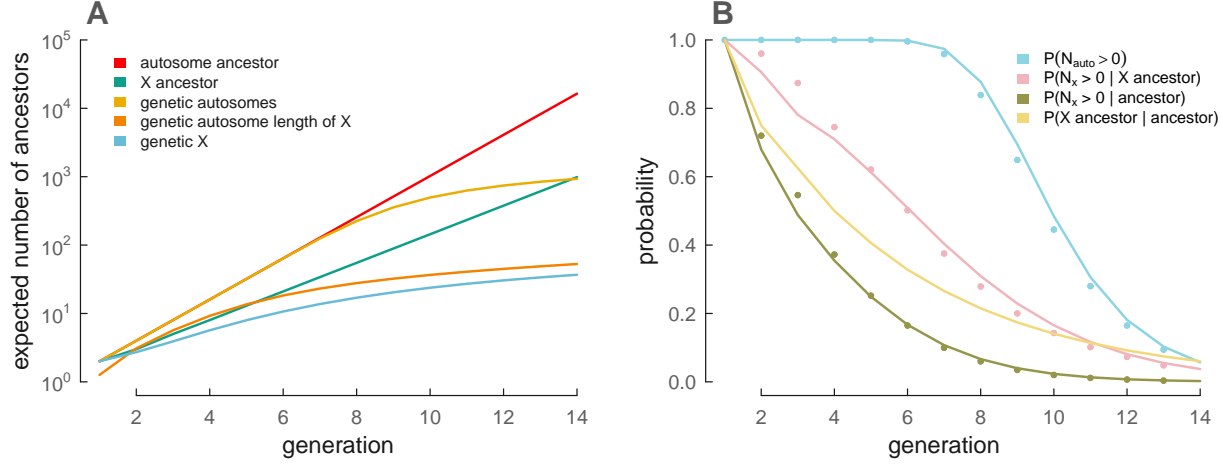 A
expected number of ancestors
10^5
10^4
10^3
10^2
10^1
10^0
autosome ancestor
X ancestor
genetic autosomes
genetic autosome length of X
genetic X
2 4 6 8 10 12 14
generation
B
probability
1.0
0.8
0.6
0.4
0.2
0.0
P(N_auto > 0)
P(N_x > 0 | X ancestor)
P(N_x > 0 | ancestor)
P(X ancestor | ancestor)
2 4 6 8 10 12 14
generation